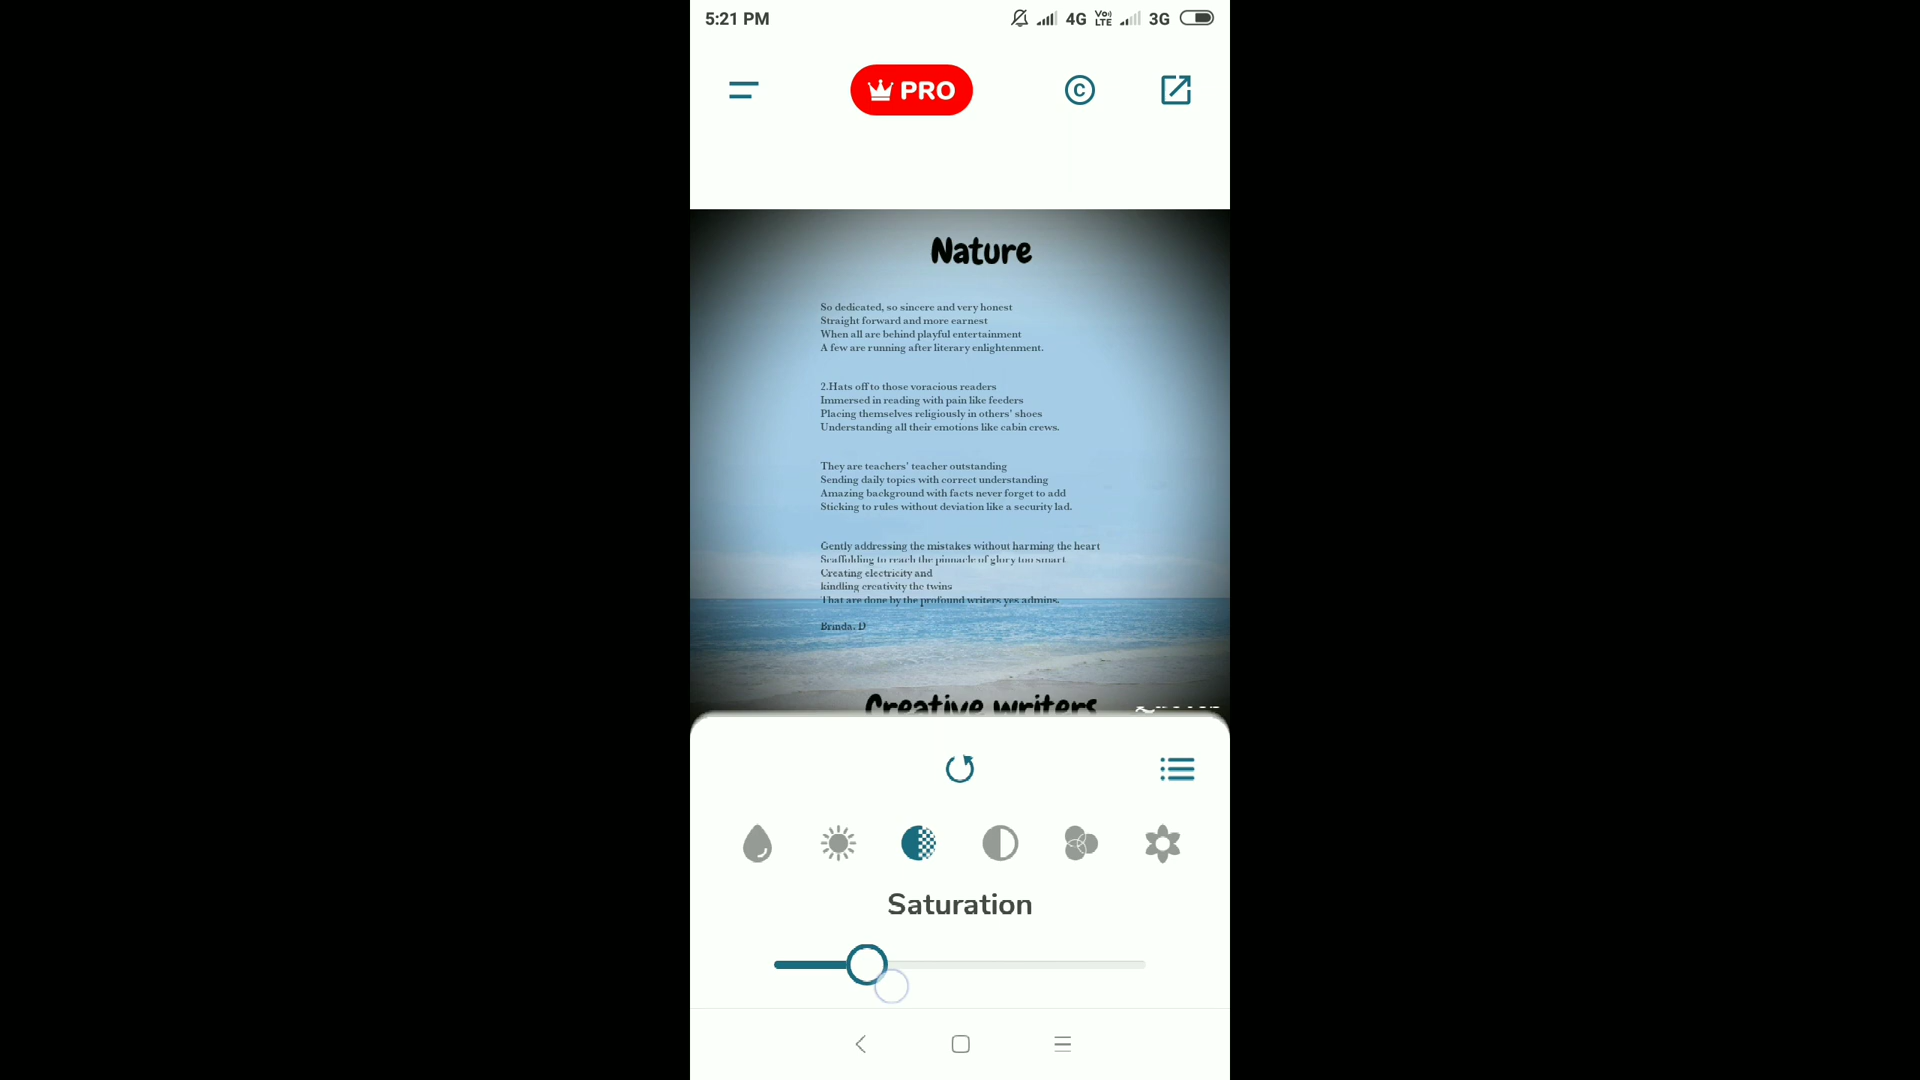 5:21 PM 4G Vo) LTE 3G
PRO
Nature
So dedicated, so sincere and very honest
Straight forward and more earnest
When all are behind playful entertainment
A few are running after literary enlightenment.
2.Hats off to those voracious readers
Immersed in reading with pain like feeders
Placing themselves religiously in others' shoes
Understanding all their emotions like cabin crews.
They are teachers' teacher outstanding
Sending daily topics with correct understanding
Amazing background with facts never forget to add
Sticking to rules without deviation like a security lad.
Gently addressing the mistakes without harming the heart
Scaffolding to reach the pinnacle of glory too smart
Creating electricity and
kindling creativity the twins
That are done by the profound writers yes admins.
Brinda. D
Creative writers
Saturation